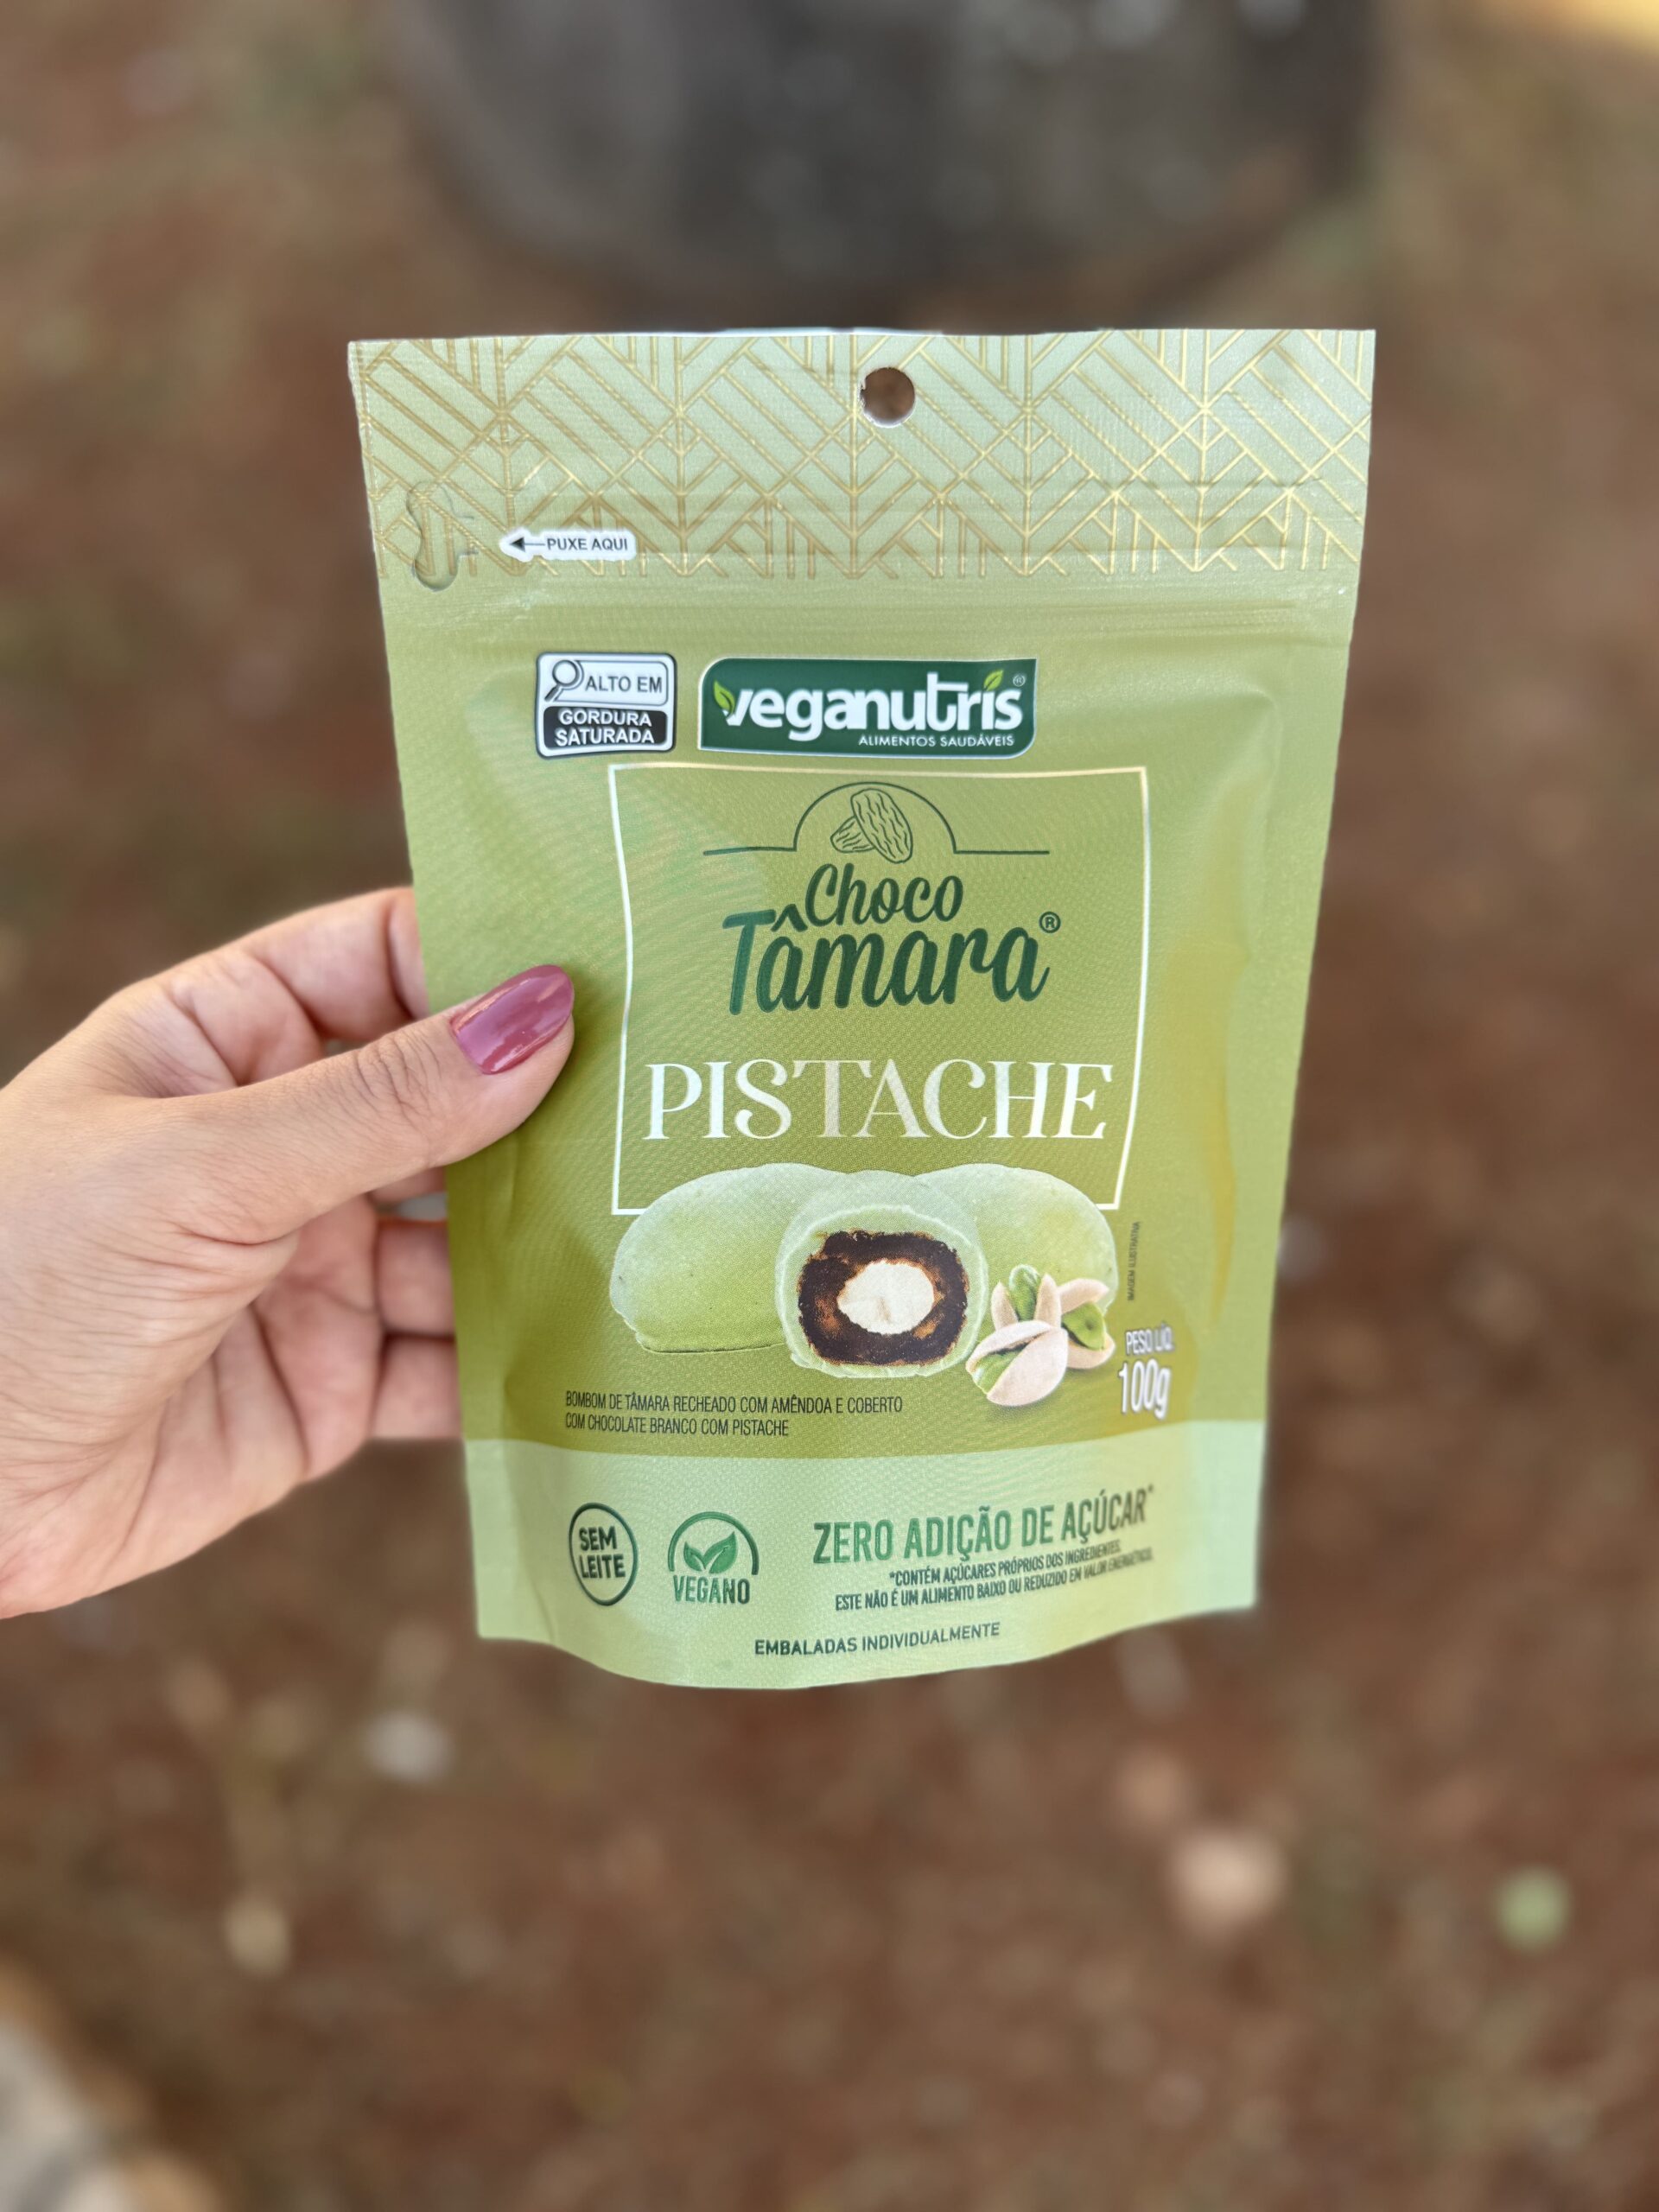 PUXE AQUI
ALTO EM
GORDURA
SATURADA
veganutris®
ALIMENTOS SAUDÁVEIS
Choco
Tâmara®
PISTACHE
IMAGEM ILUSTRATIVA
PESO LÍQ.
100g
BOMBOM DE TÂMARA RECHEADO COM AMÊNDOA E COBERTO
COM CHOCOLATE BRANCO COM PISTACHE
SEM
LEITE
VEGANO
ZERO ADIÇÃO DE AÇÚCAR*
*CONTÉM AÇÚCARES PRÓPRIOS DOS INGREDIENTES.
ESTE NÃO É UM ALIMENTO BAIXO OU REDUZIDO EM VALOR ENERGÉTICO.
EMBALADAS INDIVIDUALMENTE